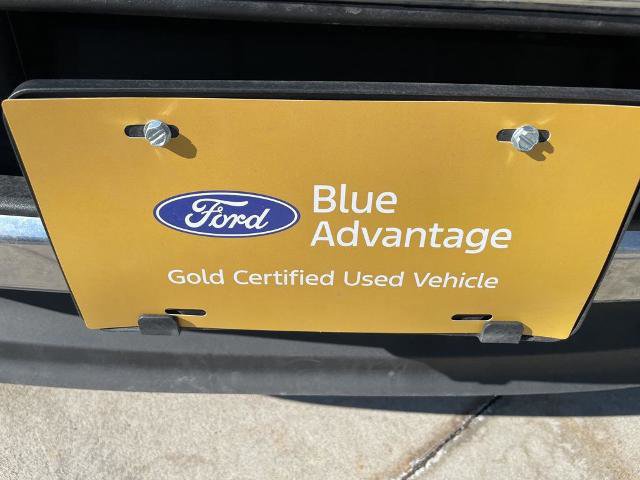 Ford
Blue
Advantage
Gold Certified Used Vehicle